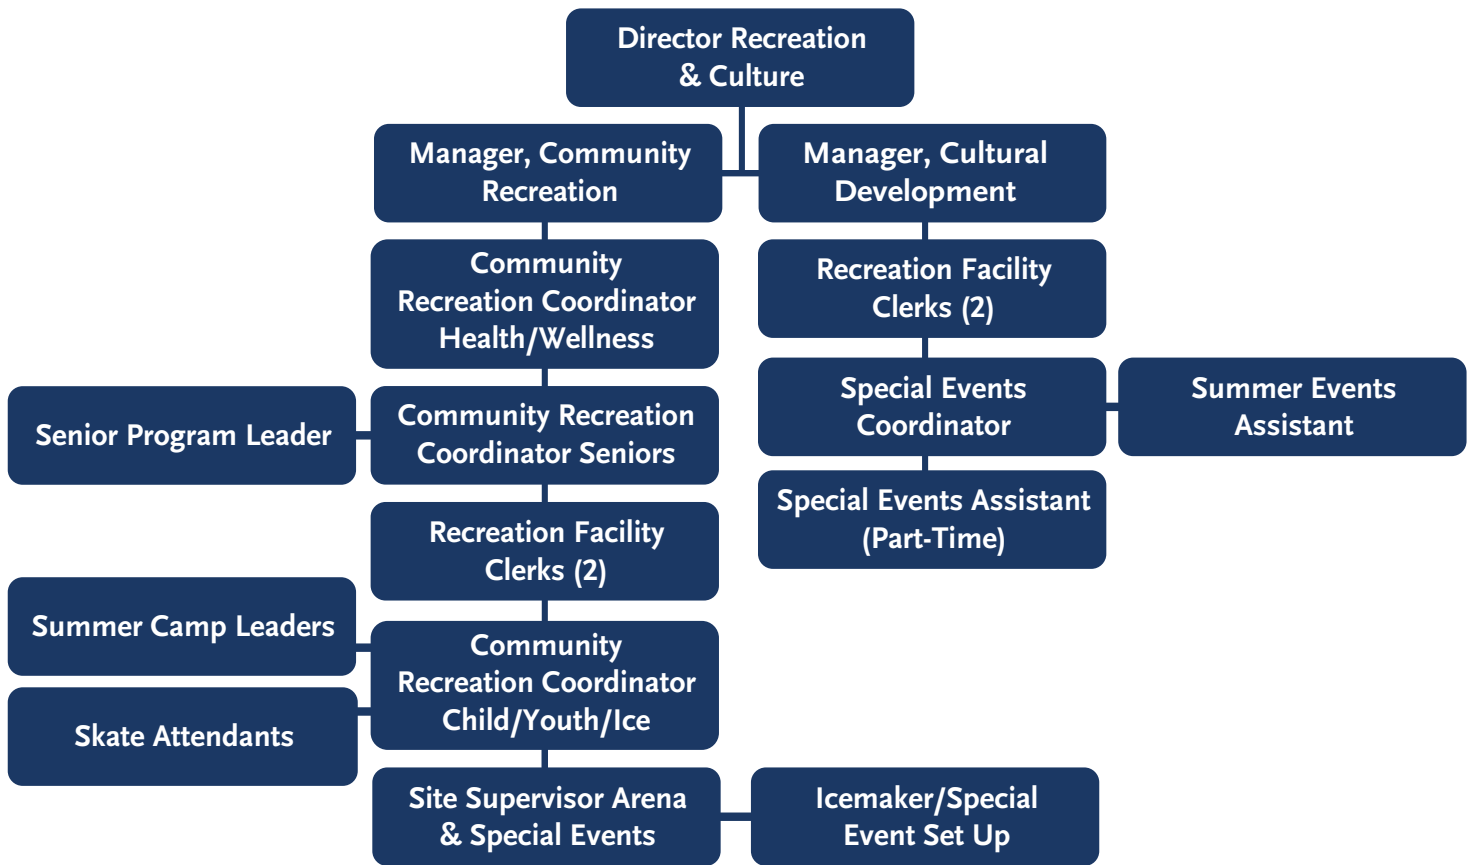 Director Recreation
& Culture
Manager, Community
Recreation
Manager, Cultural
Development
Community
Recreation Coordinator
Health/Wellness
Recreation Facility
Clerks (2)
Senior Program Leader
Community Recreation
Coordinator Seniors
Special Events
Coordinator
Summer Events
Assistant
Recreation Facility
Clerks (2)
Special Events Assistant
(Part-Time)
Summer Camp Leaders
Skate Attendants
Community
Recreation Coordinator
Child/Youth/Ice
Site Supervisor Arena
& Special Events
Icemaker/Special
Event Set Up